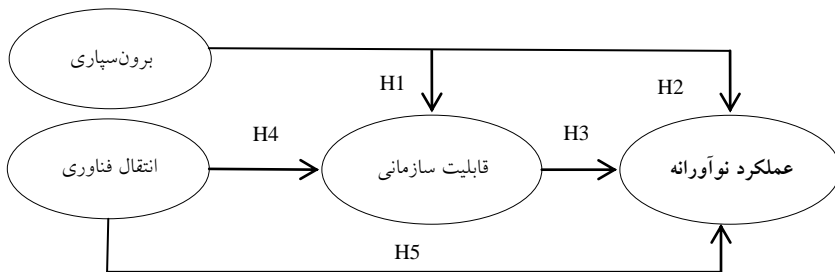 برون‌سپاری
H1
H2
H4
H3
انتقال فناوری
قابلیت سازمانی
عملکرد نوآورانه
H5